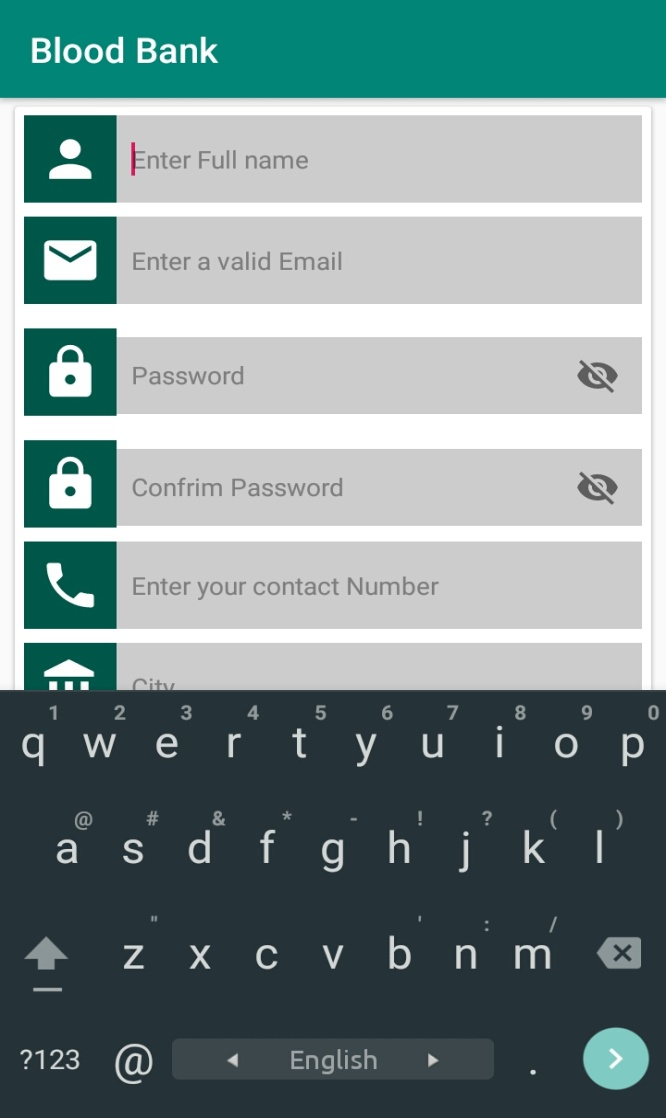 Blood Bank
Enter Full name
Enter a valid Email
Password
Confrim Password
Enter your contact Number
City
1 2 3 4 5 6 7 8 9 0
q w e r t y u i o p
@ # & * - ! ? ( )
a s d f g h j k l
" ' : /
z x c v b n m
?123 @ English .